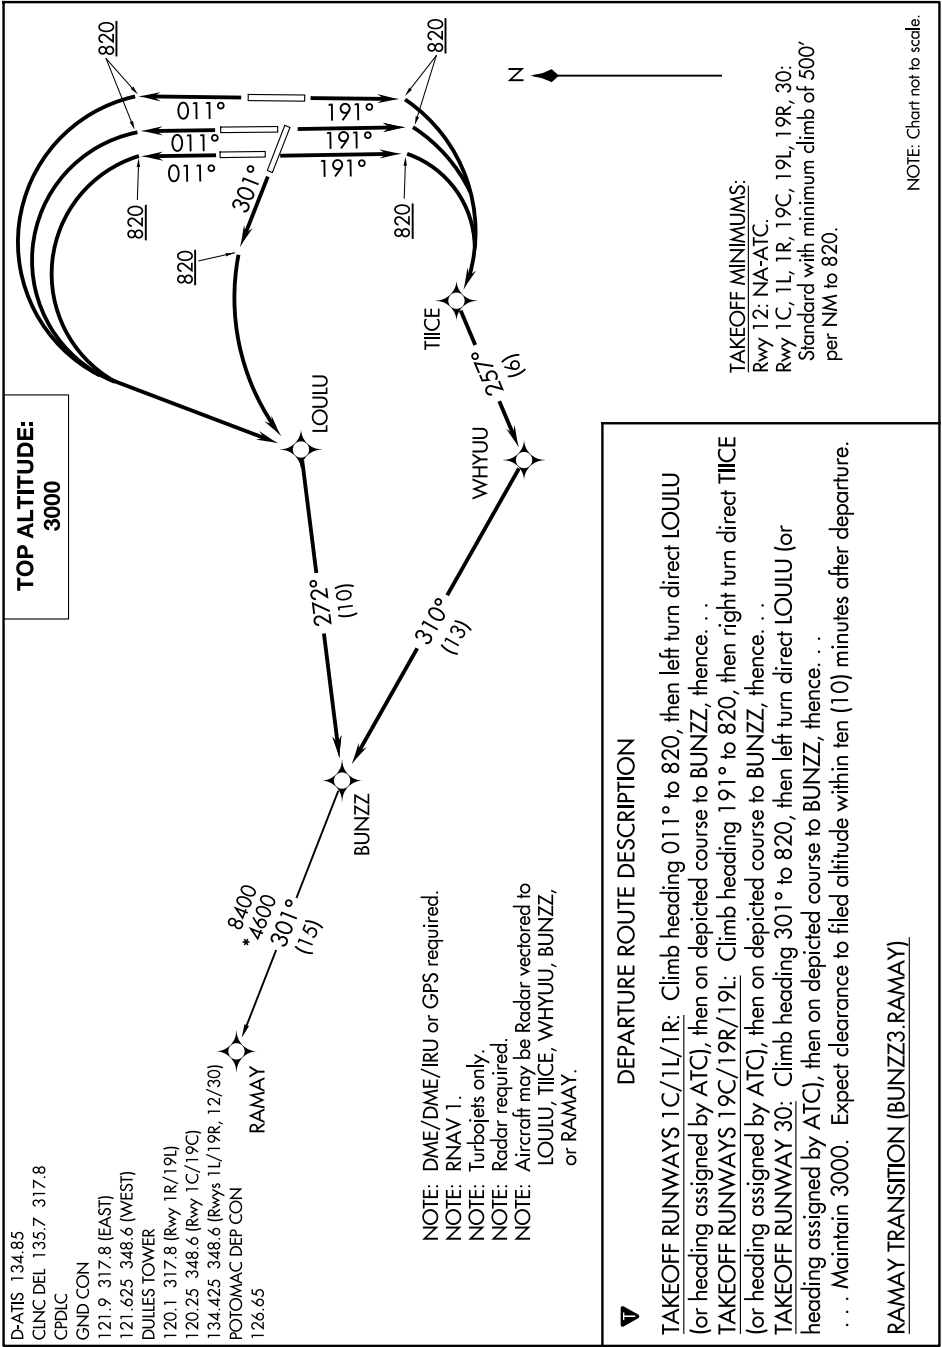 D-ATIS 134.85
CLNC DEL 135.7 317.8
CPDLC
GND CON
121.9 317.8 (EAST)
121.625 348.6 (WEST)
DULLES TOWER
120.1 317.8 (Rwy 1R/19L)
120.25 348.6 (Rwy 1C/19C)
134.425 348.6 (Rwys 1L/19R, 12/30)
POTOMAC DEP CON
126.65
TOP ALTITUDE:
3000
820
820
820
820
820
011°
011°
011°
191°
191°
191°
301°
N
LOULU
TIICE
257°
(6)
WHYUU
272°
(10)
310°
(13)
BUNZZ
8400
*4600
301°
(15)
RAMAY
TAKEOFF MINIMUMS:
Rwy 12: NA-ATC.
Rwy 1C, 1L, 1R, 19C, 19L, 19R, 30:
Standard with minimum climb of 500'
per NM to 820.
NOTE: Chart not to scale.
NOTE: DME/DME/IRU or GPS required.
NOTE: RNAV 1.
NOTE: Turbojets only.
NOTE: Radar required.
NOTE: Aircraft may be Radar vectored to
LOULU, TIICE, WHYUU, BUNZZ,
or RAMAY.
T
DEPARTURE ROUTE DESCRIPTION
TAKEOFF RUNWAYS 1C/1L/1R: Climb heading 011° to 820, then left turn direct LOULU
(or heading assigned by ATC), then on depicted course to BUNZZ, thence. . .
TAKEOFF RUNWAYS 19C/19R/19L: Climb heading 191° to 820, then right turn direct TIICE
(or heading assigned by ATC), then on depicted course to BUNZZ, thence. . .
TAKEOFF RUNWAY 30: Climb heading 301° to 820, then left turn direct LOULU (or
heading assigned by ATC), then on depicted course to BUNZZ, thence. . .
. . . Maintain 3000. Expect clearance to filed altitude within ten (10) minutes after departure.
RAMAY TRANSITION (BUNZZ3.RAMAY)